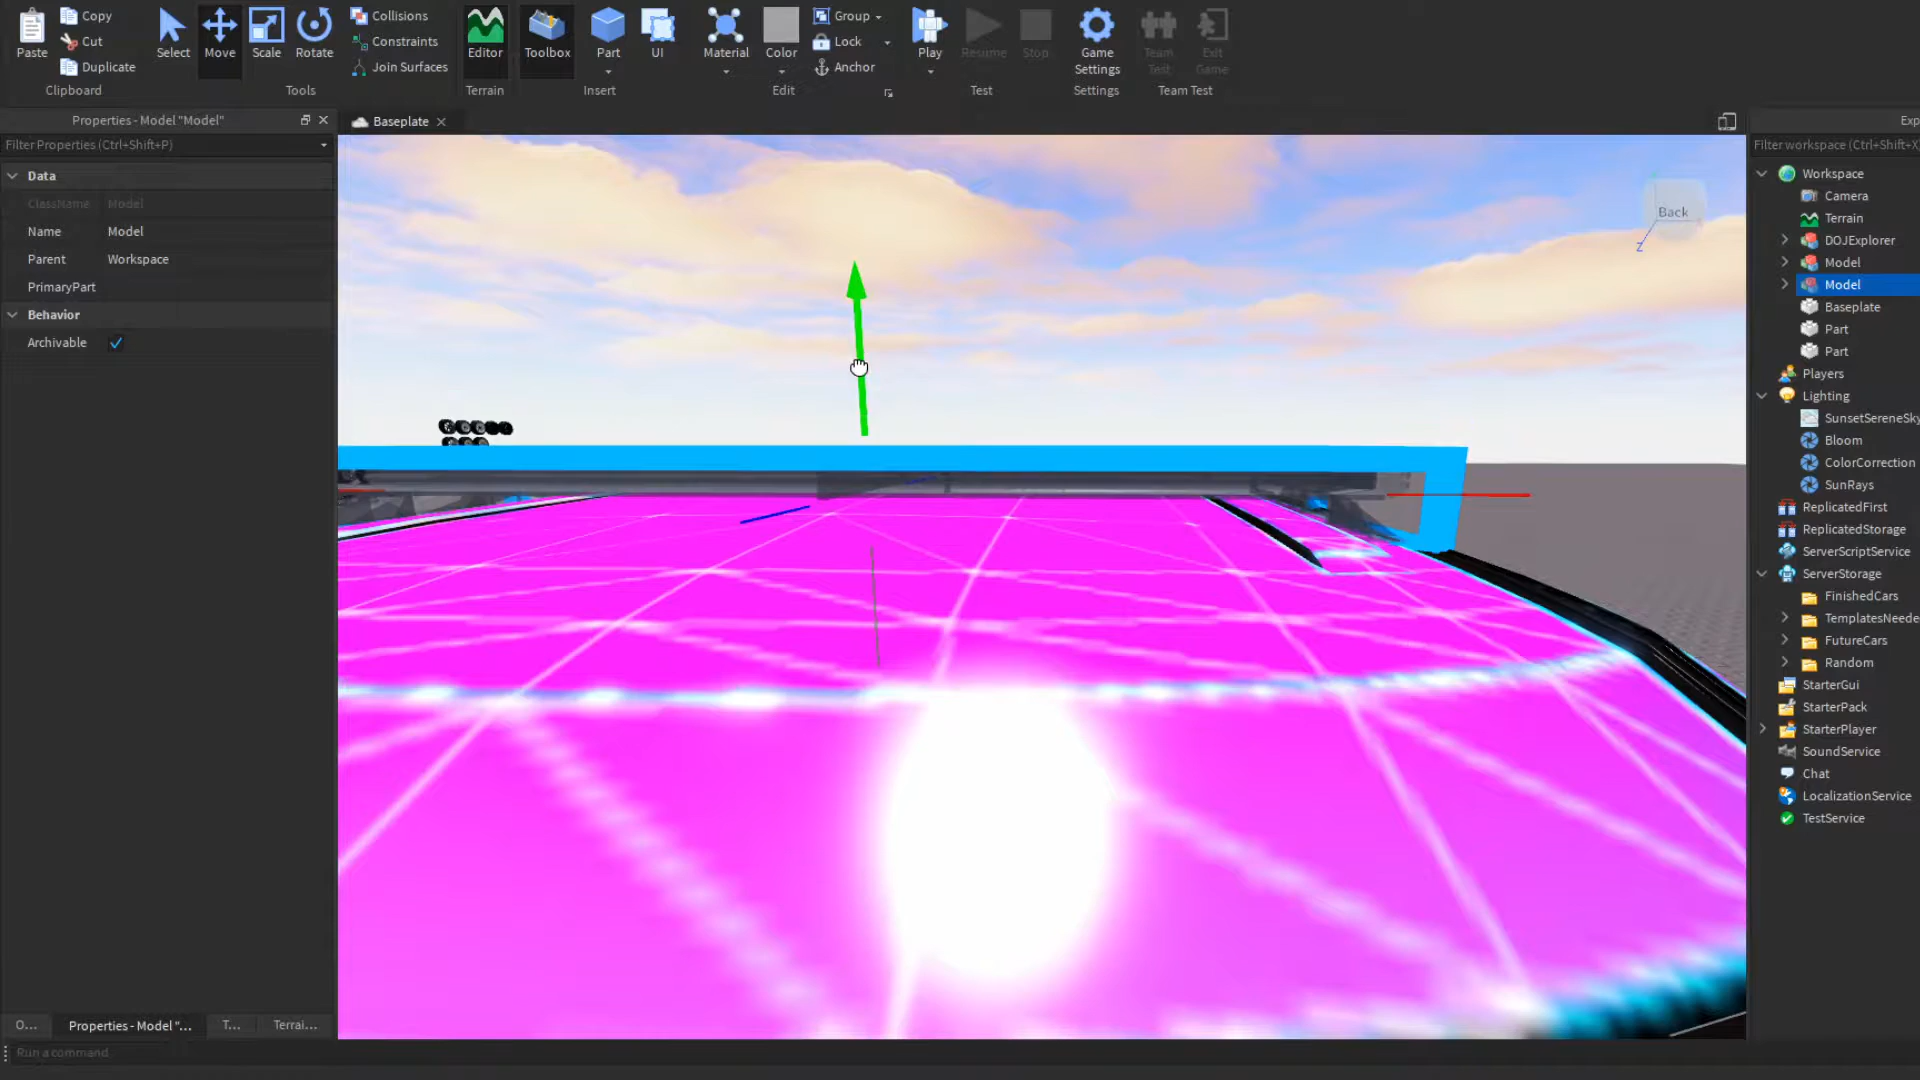 Paste
Copy
Cut
Duplicate
Clipboard
Select
Move
Scale
Rotate
Collisions
Constraints
Join Surfaces
Tools
Editor
Terrain
Toolbox
Part
UI
Insert
Material
Color
Group
Lock
Anchor
Edit
Play
Resume
Stop
Test
Game Settings
Settings
Team Test
Exit Game
Team Test
Properties - Model "Model"
Filter Properties (Ctrl+Shift+P)
Data
ClassName Model
Name Model
Parent Workspace
PrimaryPart
Behavior
Archivable
Baseplate
Back
Z
Exp
Filter workspace (Ctrl+Shift+X)
Workspace
Camera
Terrain
DOJExplorer
Model
Model
Baseplate
Part
Part
Players
Lighting
SunsetSereneSky
Bloom
ColorCorrection
SunRays
ReplicatedFirst
ReplicatedStorage
ServerScriptService
ServerStorage
FinishedCars
TemplatesNeede
FutureCars
Random
StarterGui
StarterPack
StarterPlayer
SoundService
Chat
LocalizationService
TestService
O...
Properties - Model "...
T...
Terrai...
Run a command